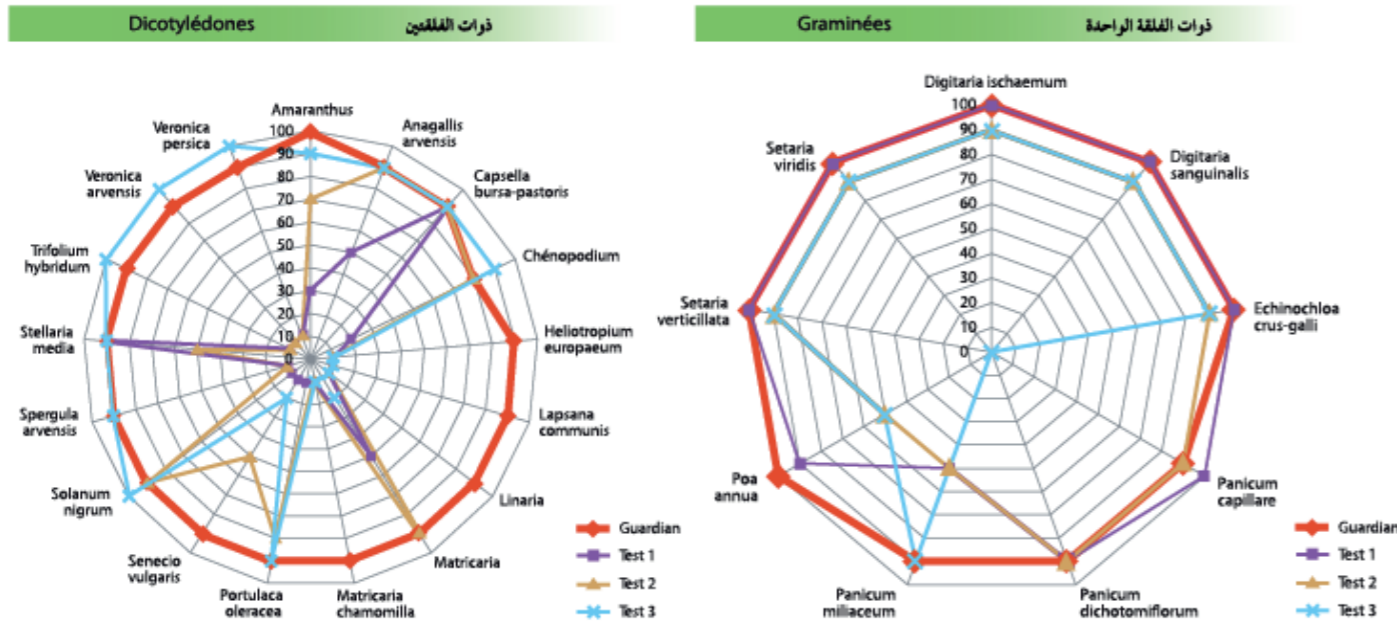 Dicotylédones ذوات الفلقتين
Amaranthus
100
90
80
70
60
50
40
30
20
10
0
Anagallis
arvensis
Capsella
bursa-pastoris
Chénopodium
Heliotropium
europaeum
Lapsana
communis
Linaria
Matricaria
Matricaria
chamomilla
Portulaca
oleracea
Senecio
vulgaris
Solanum
nigrum
Spergula
arvensis
Stellaria
media
Trifolium
hybridum
Veronica
arvensis
Veronica
persica
Guardian
Test 1
Test 2
Test 3
Graminées ذوات الفلقة الواحدة
Digitaria ischaemum
100
90
80
70
60
50
40
30
20
10
0
Digitaria
sanguinalis
Echinochloa
crus-galli
Panicum
capillare
Panicum
dichotomiflorum
Panicum
miliaceum
Poa
annua
Setaria
verticillata
Setaria
viridis
Guardian
Test 1
Test 2
Test 3